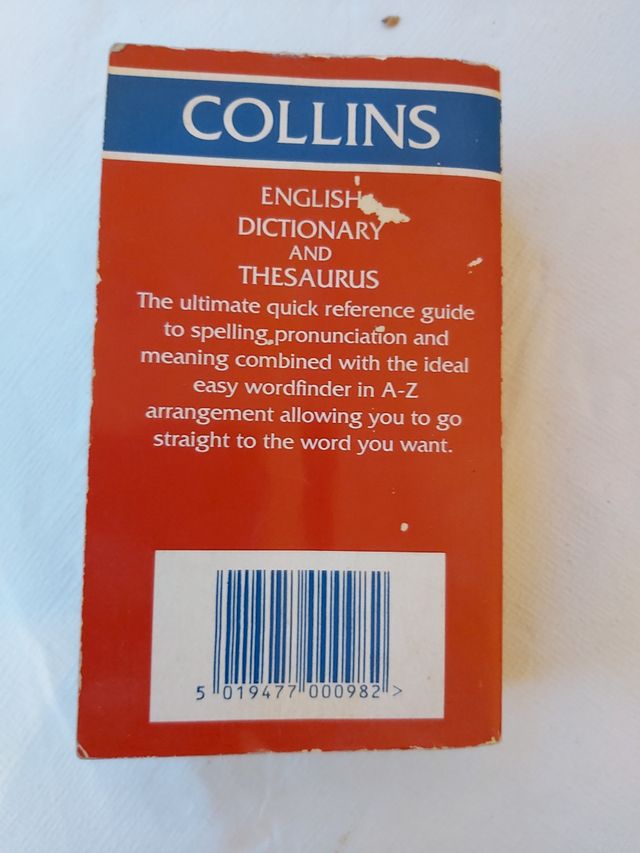 COLLINS
ENGLISH
DICTIONARY
AND
THESAURUS
The ultimate quick reference guide
to spelling, pronunciation and
meaning combined with the ideal
easy wordfinder in A-Z
arrangement allowing you to go
straight to the word you want.
5 019477 000982 >